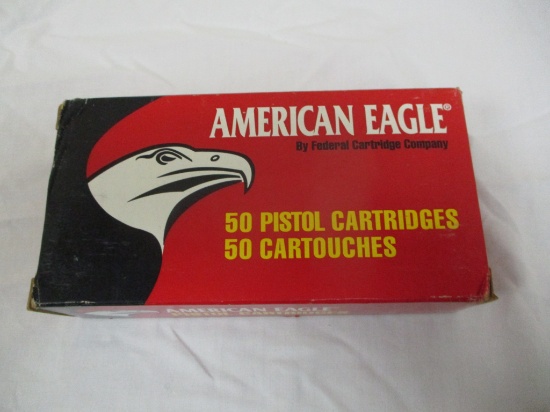 AMERICAN EAGLE®
By Federal Cartridge Company
50 PISTOL CARTRIDGES
50 CARTOUCHES
AMERICAN EAGLE